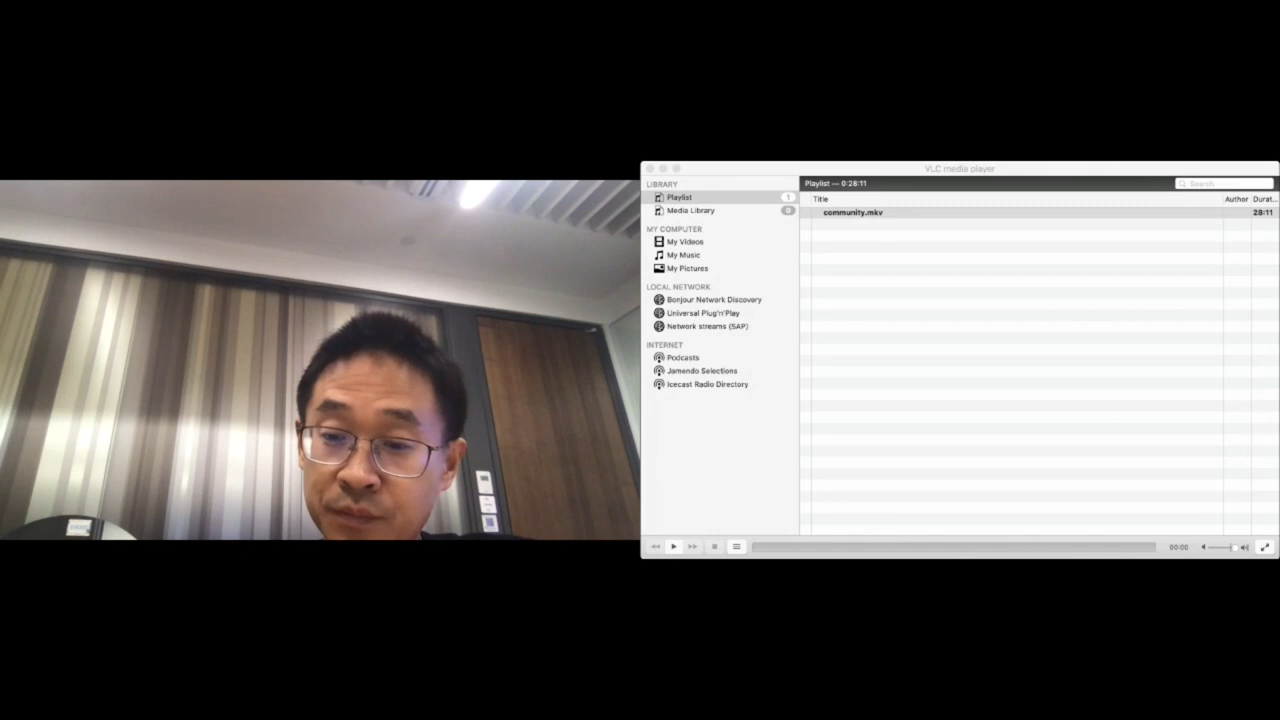 VLC media player
LIBRARY
Playlist 1
Media Library 0
MY COMPUTER
My Videos
My Music
My Pictures
LOCAL NETWORK
Bonjour Network Discovery
Universal Plug'n'Play
Network streams (SAP)
INTERNET
Podcasts
Jamendo Selections
Icecast Radio Directory
Playlist — 0:28:11 Search
Title Author Durat...
community.mkv 28:11
00:00